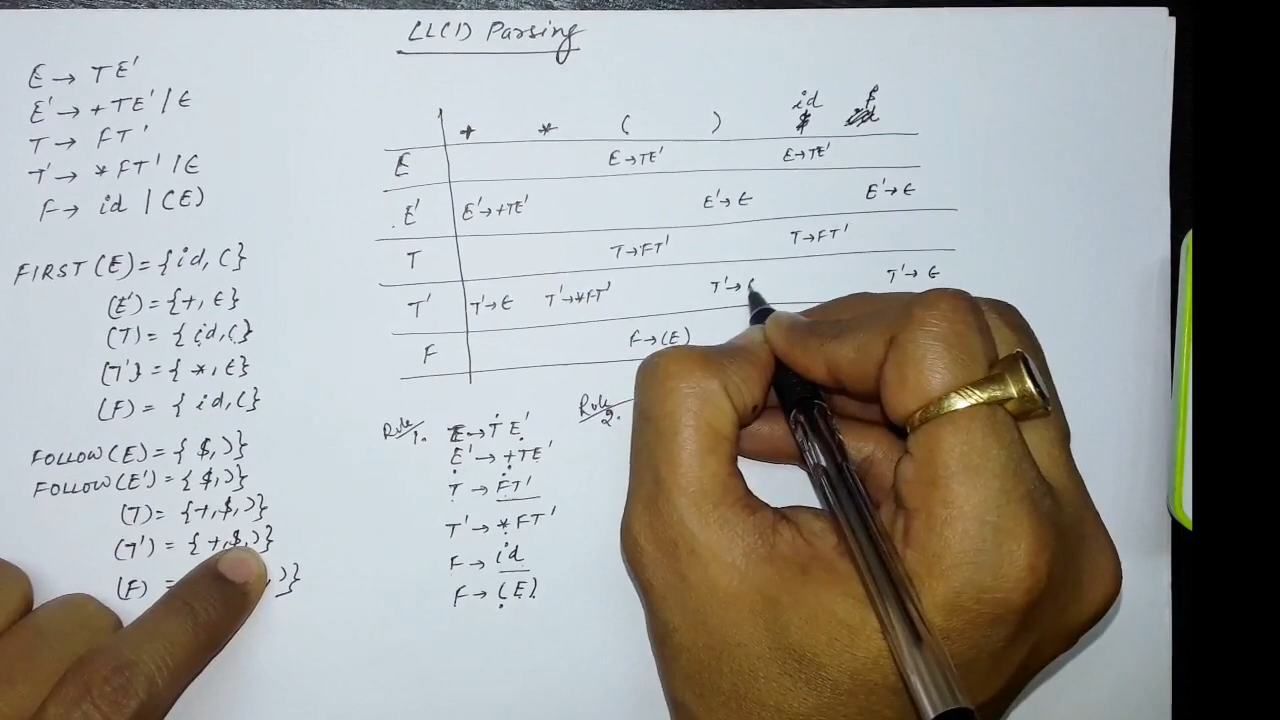 LL(1) Parsing
E → TE'
E' → +TE' / ε
T → FT'
T' → *FT' / ε
F → id / (E)
FIRST(E) = {id, (}
(E') = {+, ε}
(T) = {id, (}
(T') = {*, ε}
(F) = {id, (}
FOLLOW(E) = {$, )}
FOLLOW(E') = {$, )}
(T) = {+, $, )}
(T') = {+, $, )}
(F) = , )}
id $
+ * ( )
E E→TE' E→TE'
E' E'→+TE' E'→ε E'→ε
T T→FT' T→FT'
T' T'→ε T'→*FT' T'→ T'→ε
F F→(E)
Rule 1. E→TE'
E'→+TE'
T→FT'
T'→*FT'
F→id
F→(E)
Rule 2.